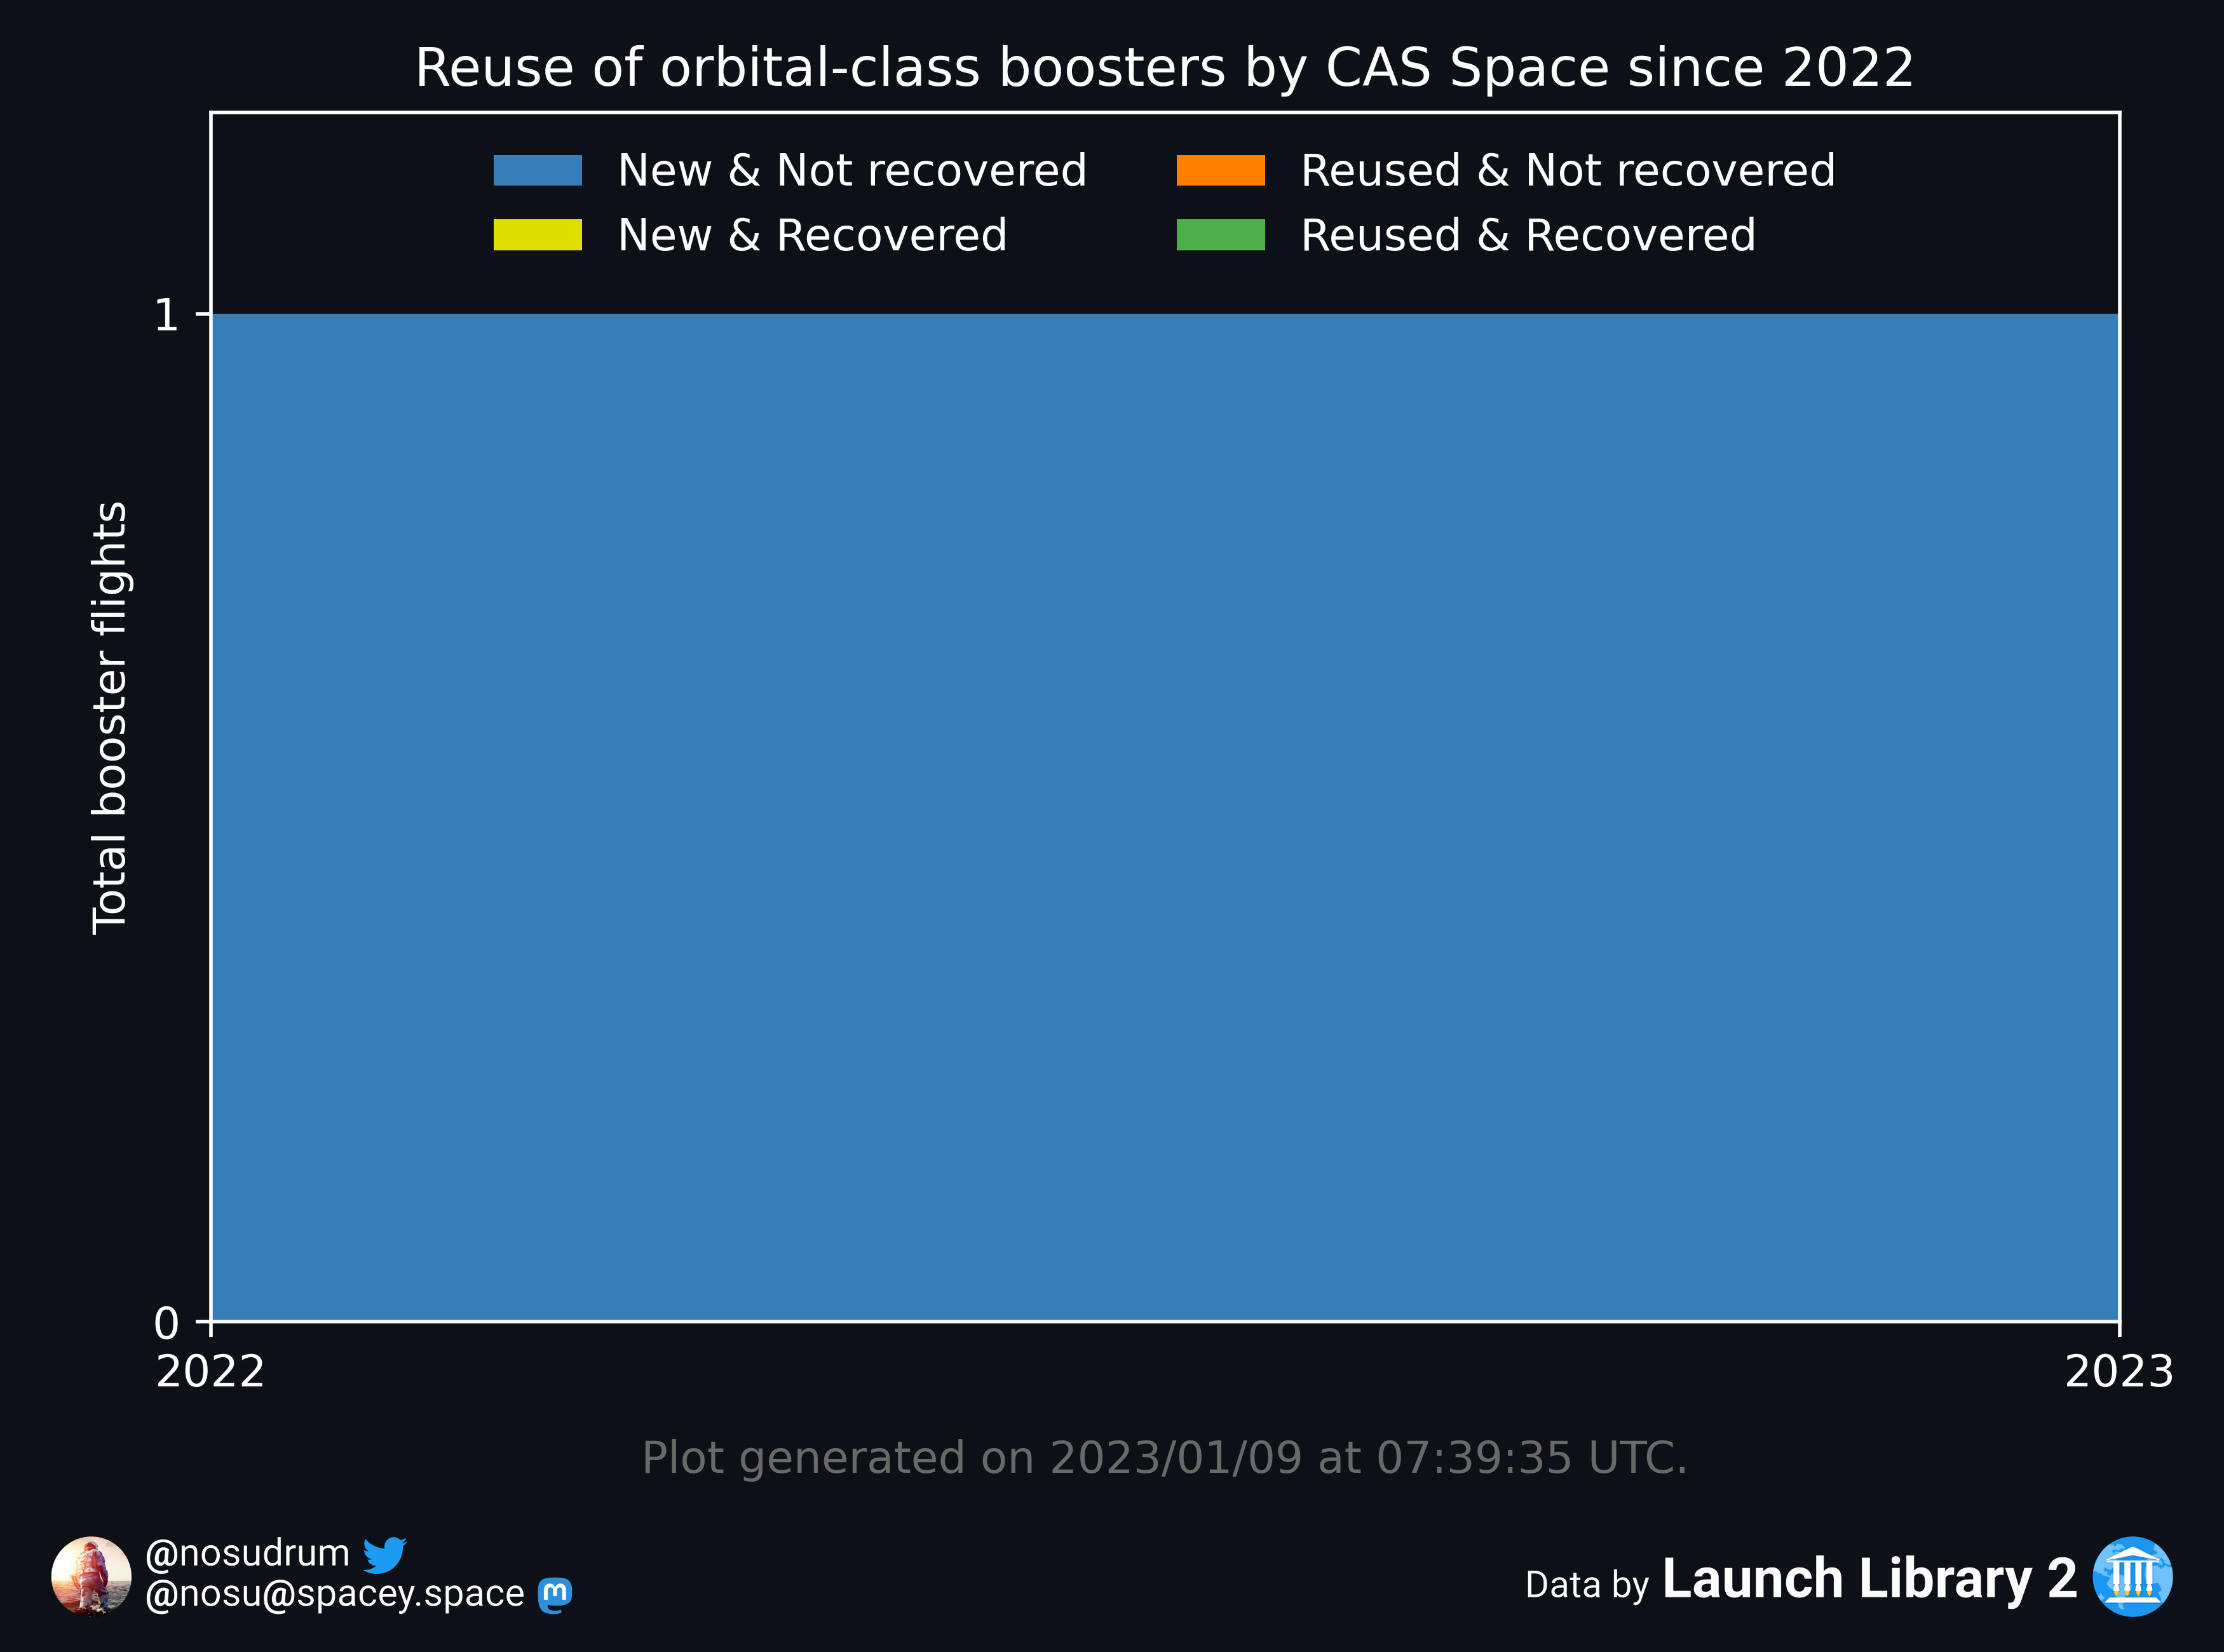 Reuse of orbital-class boosters by CAS Space since 2022
New & Not recovered
New & Recovered
Reused & Not recovered
Reused & Recovered
Total booster flights
1
0
2022
2023
Plot generated on 2023/01/09 at 07:39:35 UTC.
@nosudrum
@nosu@spacey.space
Data by Launch Library 2